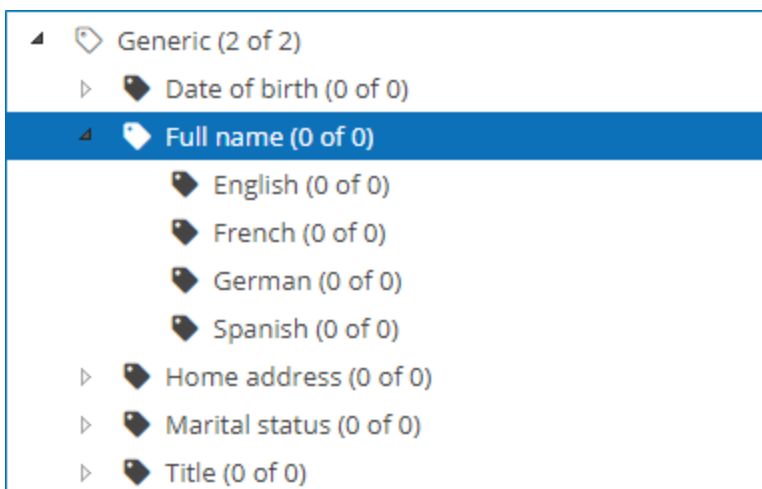 Generic (2 of 2)
Date of birth (0 of 0)
Full name (0 of 0)
English (0 of 0)
French (0 of 0)
German (0 of 0)
Spanish (0 of 0)
Home address (0 of 0)
Marital status (0 of 0)
Title (0 of 0)